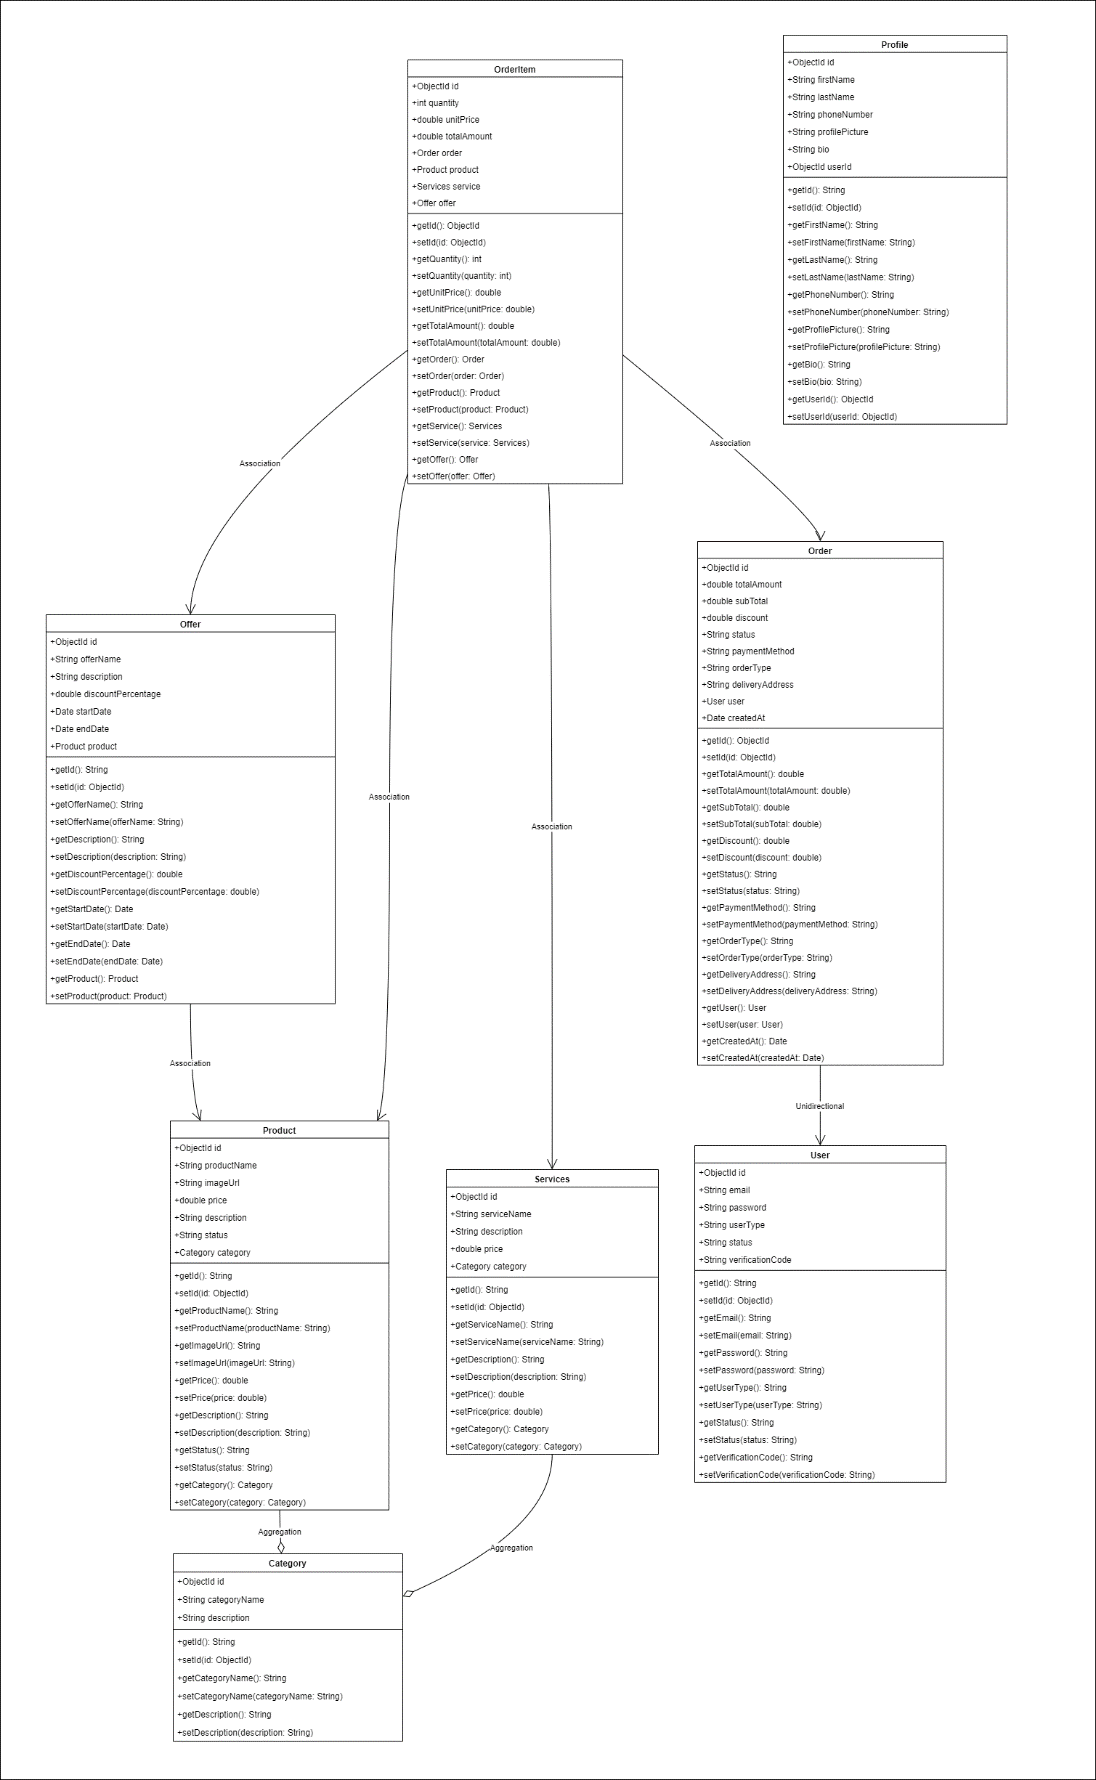 OrderItem
+ObjectId id
+int quantity
+double unitPrice
+double totalAmount
+Order order
+Product product
+Services service
+Offer offer
+getId(): ObjectId
+setId(id: ObjectId)
+getQuantity(): int
+setQuantity(quantity: int)
+getUnitPrice(): double
+setUnitPrice(unitPrice: double)
+getTotalAmount(): double
+setTotalAmount(totalAmount: double)
+getOrder(): Order
+setOrder(order: Order)
+getProduct(): Product
+setProduct(product: Product)
+getService(): Services
+setService(service: Services)
+getOffer(): Offer
+setOffer(offer: Offer)
Profile
+ObjectId id
+String firstName
+String lastName
+String phoneNumber
+String profilePicture
+String bio
+ObjectId userId
+getId(): String
+setId(id: ObjectId)
+getFirstName(): String
+setFirstName(firstName: String)
+getLastName(): String
+setLastName(lastName: String)
+getPhoneNumber(): String
+setPhoneNumber(phoneNumber: String)
+getProfilePicture(): String
+setProfilePicture(profilePicture: String)
+getBio(): String
+setBio(bio: String)
+getUserId(): ObjectId
+setUserId(userId: ObjectId)
Association
Association
Association
Association
Offer
+ObjectId id
+String offerName
+String description
+double discountPercentage
+Date startDate
+Date endDate
+Product product
+getId(): String
+setId(id: ObjectId)
+getOfferName(): String
+setOfferName(offerName: String)
+getDescription(): String
+setDescription(description: String)
+getDiscountPercentage(): double
+setDiscountPercentage(discountPercentage: double)
+getStartDate(): Date
+setStartDate(startDate: Date)
+getEndDate(): Date
+setEndDate(endDate: Date)
+getProduct(): Product
+setProduct(product: Product)
Order
+ObjectId id
+double totalAmount
+double subTotal
+double discount
+String status
+String paymentMethod
+String orderType
+String deliveryAddress
+User user
+Date createdAt
+getId(): ObjectId
+setId(id: ObjectId)
+getTotalAmount(): double
+setTotalAmount(totalAmount: double)
+getSubTotal(): double
+setSubTotal(subTotal: double)
+getDiscount(): double
+setDiscount(discount: double)
+getStatus(): String
+setStatus(status: String)
+getPaymentMethod(): String
+setPaymentMethod(paymentMethod: String)
+getOrderType(): String
+setOrderType(orderType: String)
+getDeliveryAddress(): String
+setDeliveryAddress(deliveryAddress: String)
+getUser(): User
+setUser(user: User)
+getCreatedAt(): Date
+setCreatedAt(createdAt: Date)
Association
Unidirectional
Product
+ObjectId id
+String productName
+String imageUrl
+double price
+String description
+String status
+Category category
+getId(): String
+setId(id: ObjectId)
+getProductName(): String
+setProductName(productName: String)
+getImageUrl(): String
+setImageUrl(imageUrl: String)
+getPrice(): double
+setPrice(price: double)
+getDescription(): String
+setDescription(description: String)
+getStatus(): String
+setStatus(status: String)
+getCategory(): Category
+setCategory(category: Category)
Services
+ObjectId id
+String serviceName
+String description
+double price
+Category category
+getId(): String
+setId(id: ObjectId)
+getServiceName(): String
+setServiceName(serviceName: String)
+getDescription(): String
+setDescription(description: String)
+getPrice(): double
+setPrice(price: double)
+getCategory(): Category
+setCategory(category: Category)
User
+ObjectId id
+String email
+String password
+String userType
+String status
+String verificationCode
+getId(): String
+setId(id: ObjectId)
+getEmail(): String
+setEmail(email: String)
+getPassword(): String
+setPassword(password: String)
+getUserType(): String
+setUserType(userType: String)
+getStatus(): String
+setStatus(status: String)
+getVerificationCode(): String
+setVerificationCode(verificationCode: String)
Aggregation
Aggregation
Category
+ObjectId id
+String categoryName
+String description
+getId(): String
+setId(id: ObjectId)
+getCategoryName(): String
+setCategoryName(categoryName: String)
+getDescription(): String
+setDescription(description: String)